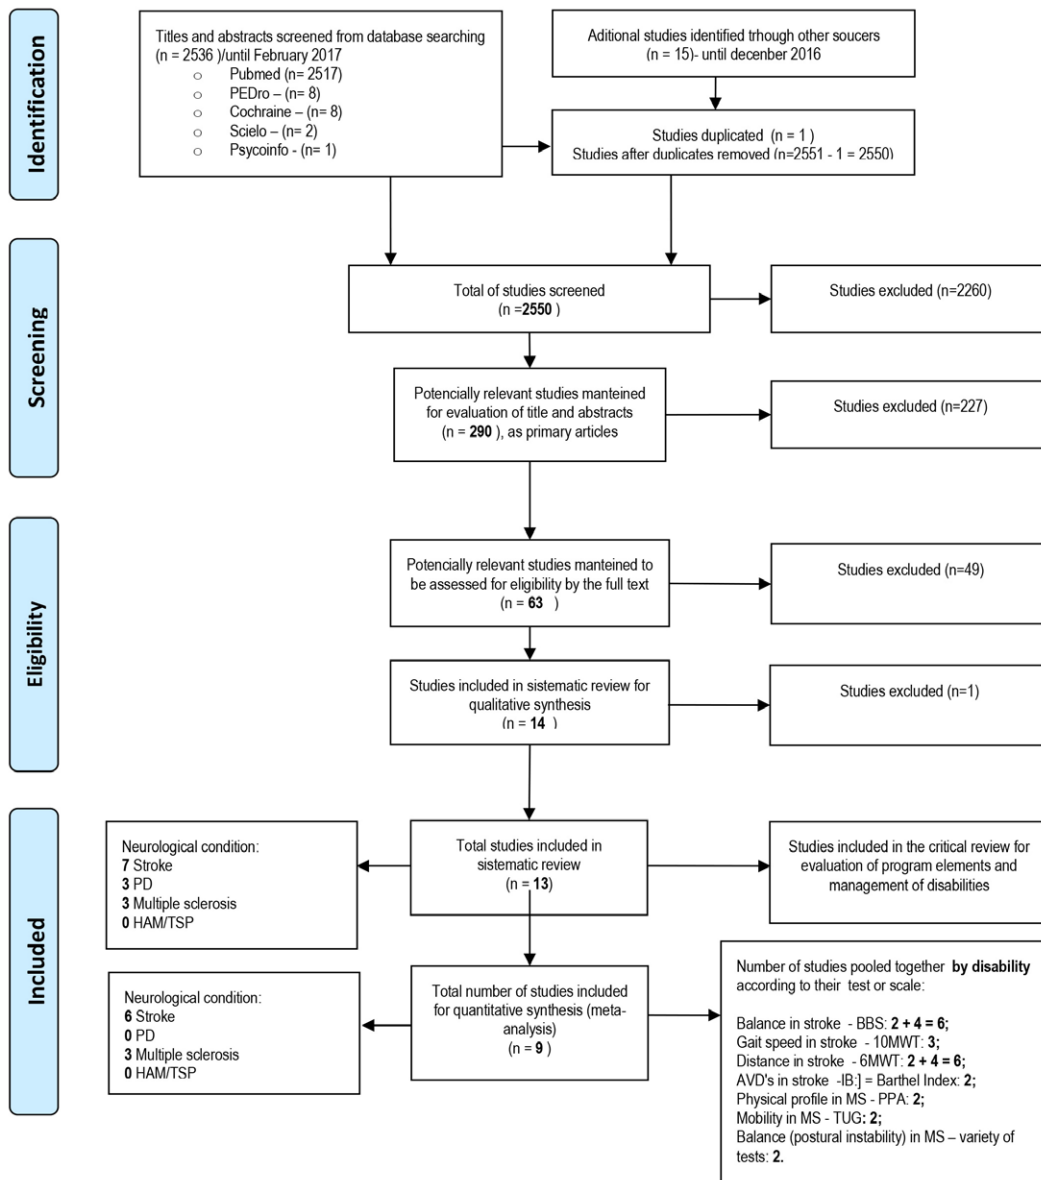 Identification
Titles and abstracts screened from database searching
(n = 2536 )/until February 2017
o Pubmed (n= 2517)
o PEDro – (n= 8)
o Cochraine – (n= 8)
o Scielo – (n= 2)
o Psycoinfo - (n= 1)
Aditional studies identified trhough other soucers
(n = 15)- until decenber 2016
Studies duplicated (n = 1 )
Studies after duplicates removed (n=2551 - 1 = 2550)
Screening
Total of studies screened
(n =2550 )
Studies excluded (n=2260)
Potencially relevant studies manteined
for evaluation of title and abstracts
(n = 290 ), as primary articles
Studies excluded (n=227)
Eligibility
Potencially relevant studies manteined to
be assessed for eligibility by the full text
(n = 63 )
Studies excluded (n=49)
Studies included in sistematic review for
qualitative synthesis
(n = 14 )
Studies excluded (n=1)
Included
Neurological condition:
7 Stroke
3 PD
3 Multiple sclerosis
0 HAM/TSP
Total studies included in
sistematic review
(n = 13)
Studies included in the critical review for
evaluation of program elements and
management of disabilities
Neurological condition:
6 Stroke
0 PD
3 Multiple sclerosis
0 HAM/TSP
Total number of studies included
for quantitative synthesis (meta-
analysis)
(n = 9 )
Number of studies pooled together by disability
according to their test or scale:
Balance in stroke - BBS: 2 + 4 = 6;
Gait speed in stroke - 10MWT: 3;
Distance in stroke - 6MWT: 2 + 4 = 6;
AVD's in stroke -IB:] = Barthel Index: 2;
Physical profile in MS - PPA: 2;
Mobility in MS - TUG: 2;
Balance (postural instability) in MS – variety of
tests: 2.